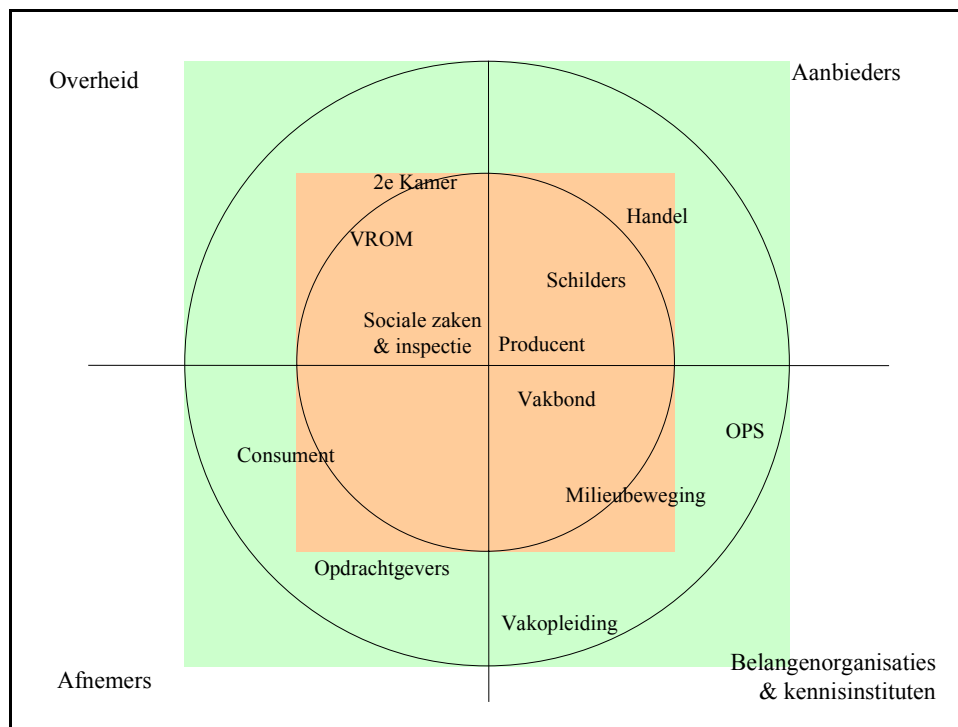 Overheid
Aanbieders
2e Kamer
Handel
VROM
Schilders
Sociale zaken
& inspectie
Producent
Vakbond
OPS
Consument
Milieubeweging
Opdrachtgevers
Vakopleiding
Afnemers
Belangenorganisaties
& kennisinstituten